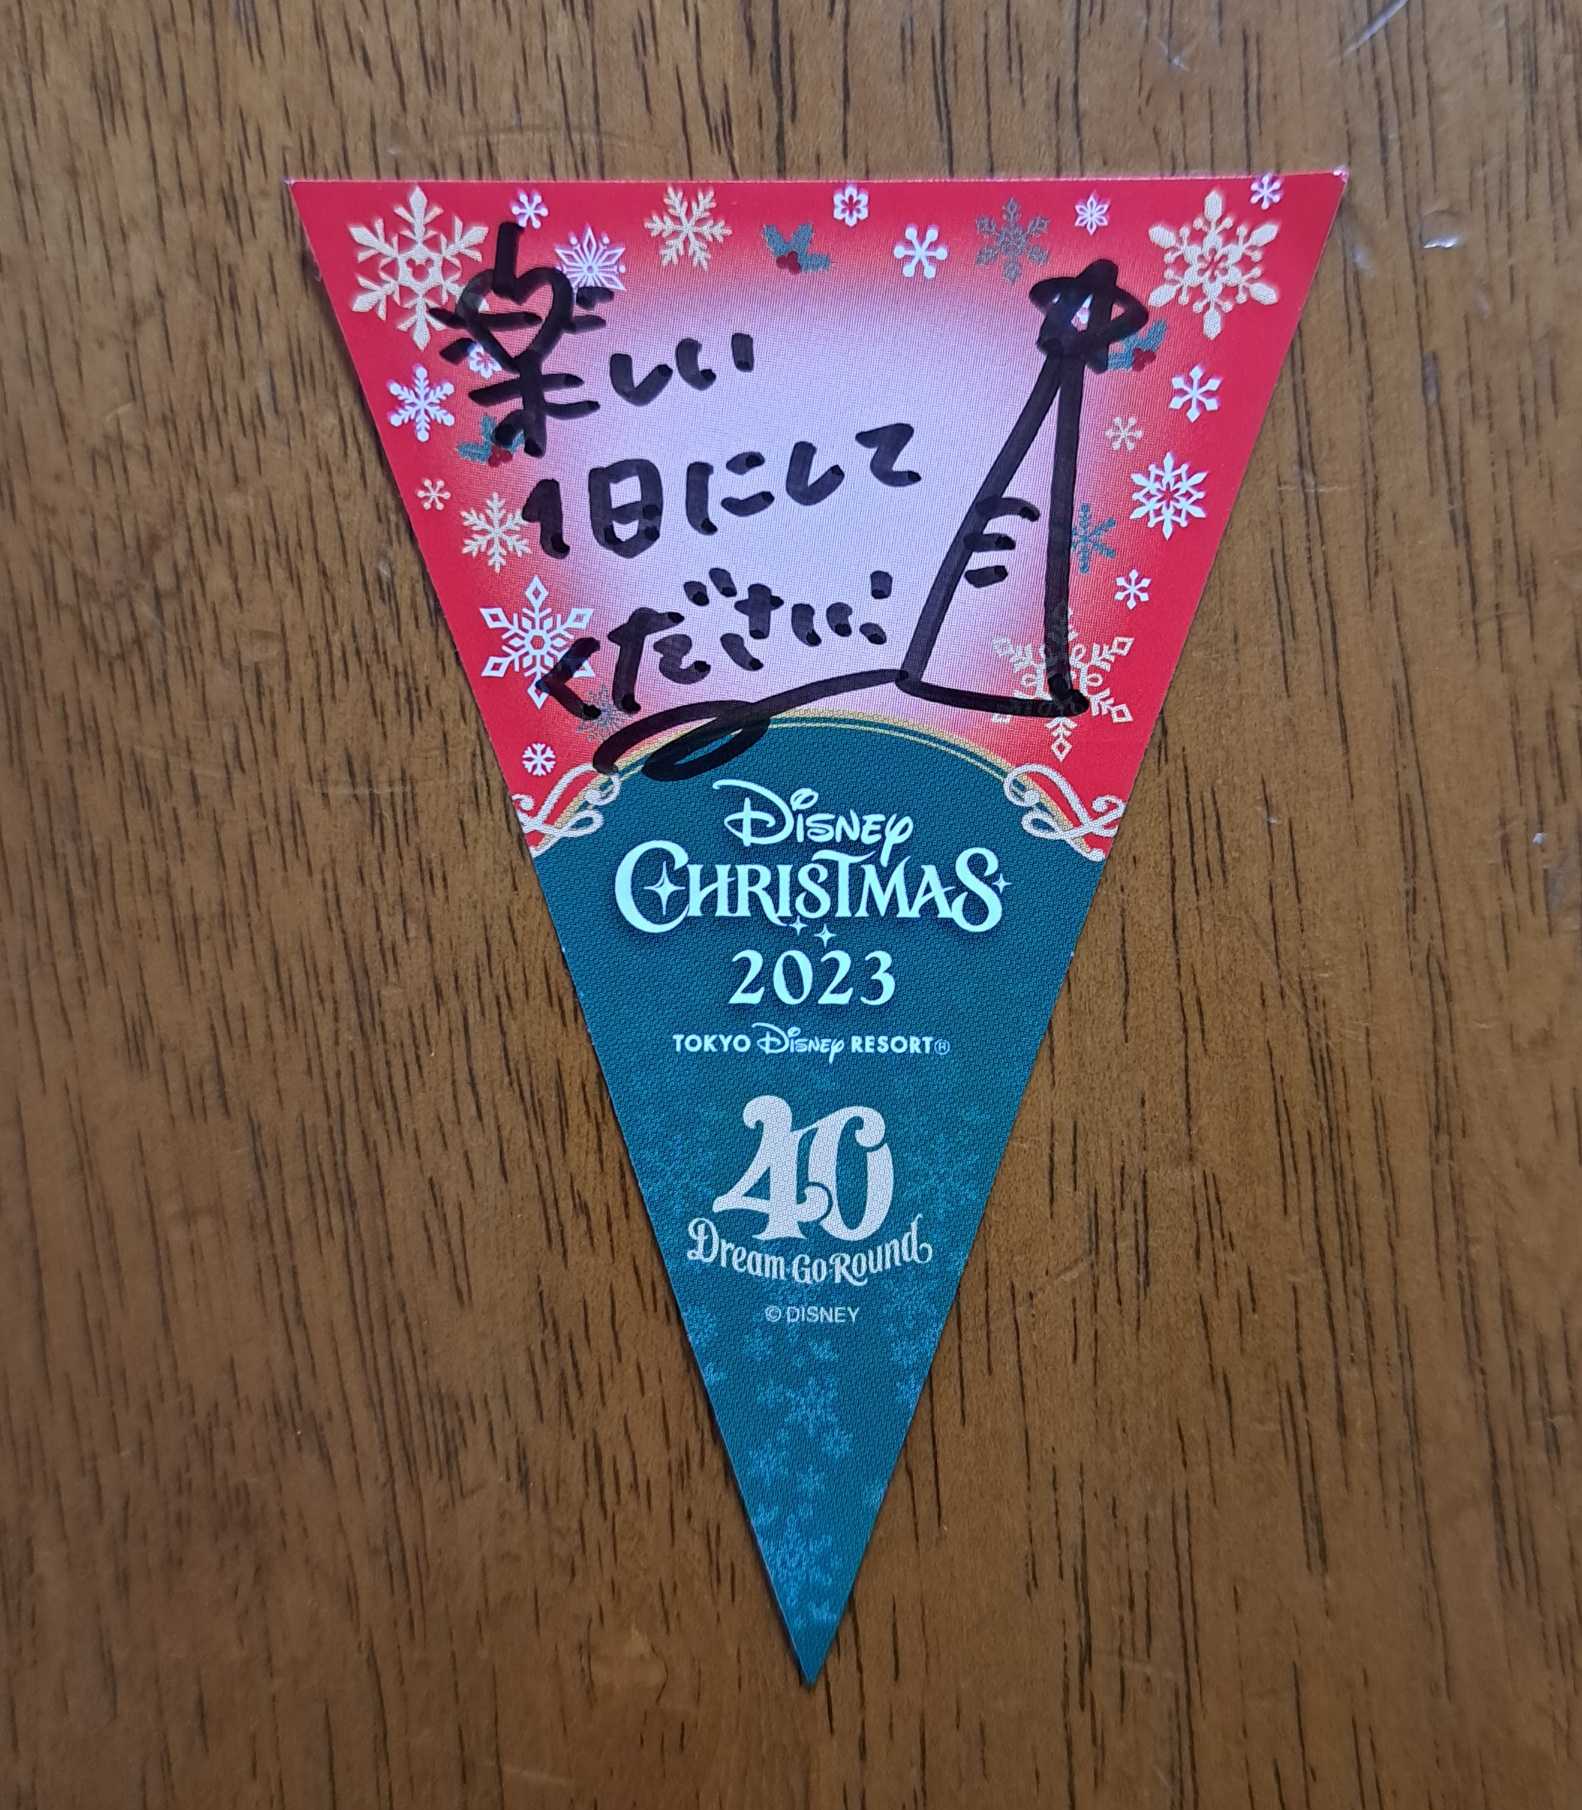 楽しい
1日にして
ください!
Disney
CHRISTMAS
2023
TOKYO Disney RESORT®
40
Dream-Go-Round
© DISNEY